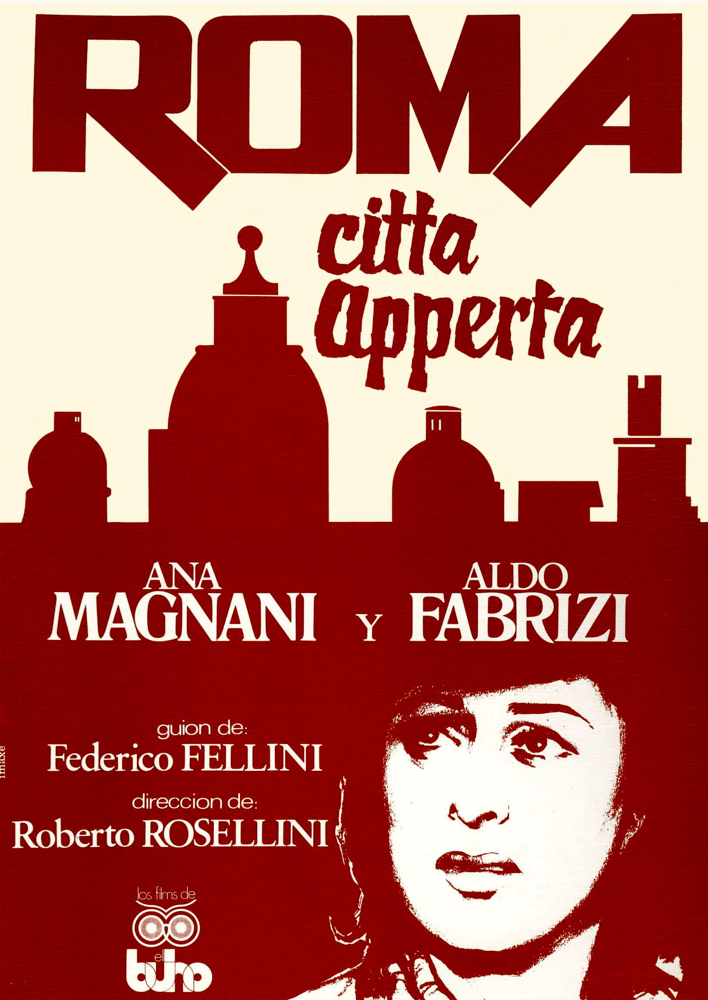 ROMA
citta
apperta
ANA
MAGNANI
Y
ALDO
FABRIZI
guion de:
Federico FELLINI
direccion de:
Roberto ROSELLINI
imaxe
los films de
el
buho